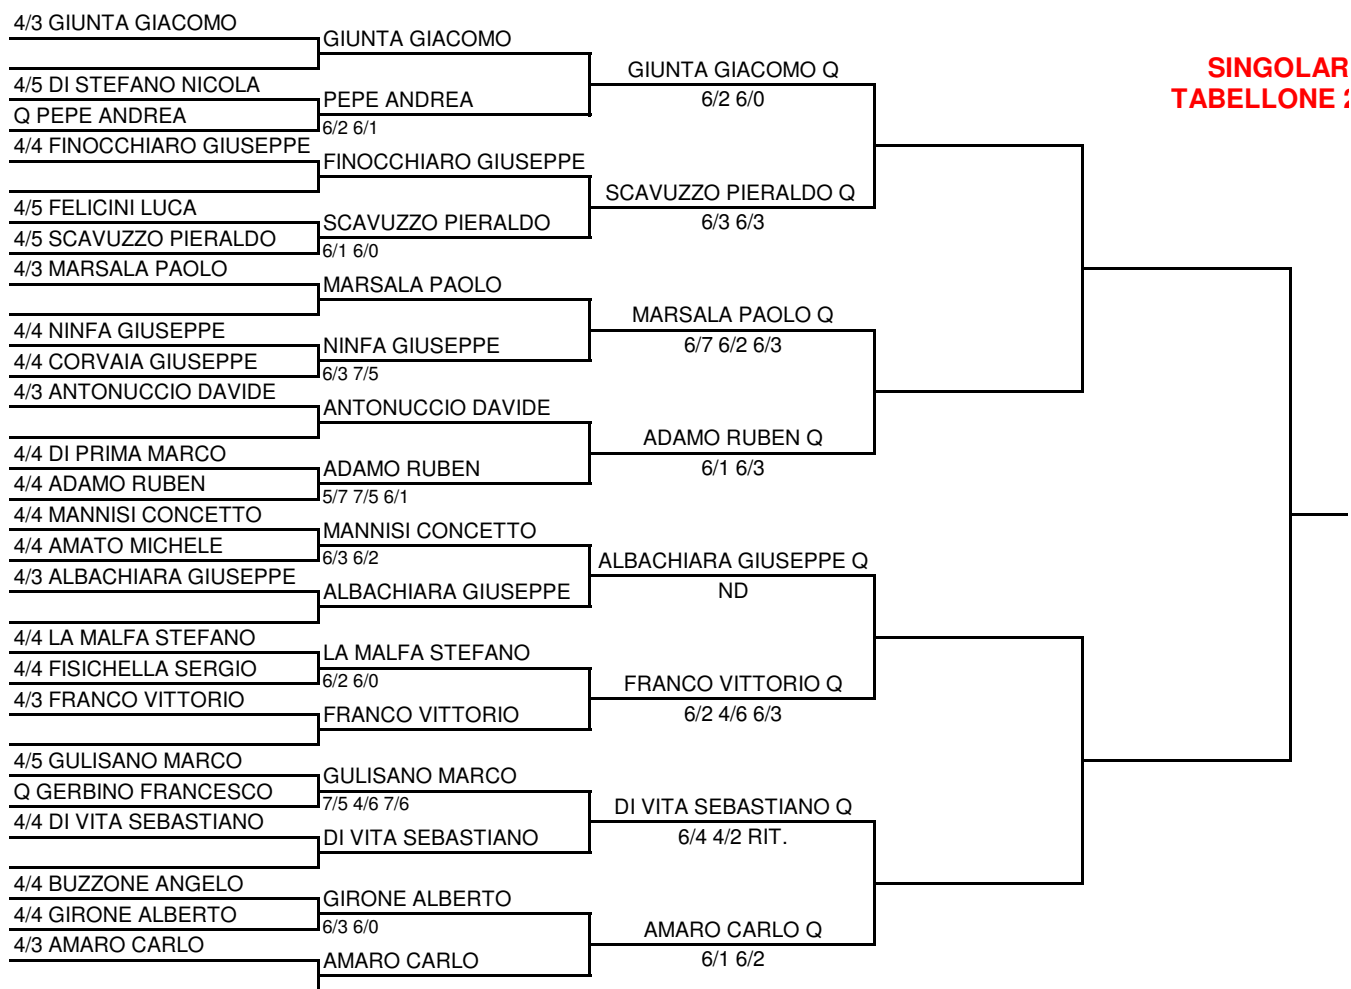 4/3 GIUNTA GIACOMO
4/5 DI STEFANO NICOLA
Q PEPE ANDREA
4/4 FINOCCHIARO GIUSEPPE
4/5 FELICINI LUCA
4/5 SCAVUZZO PIERALDO
4/3 MARSALA PAOLO
4/4 NINFA GIUSEPPE
4/4 CORVAIA GIUSEPPE
4/3 ANTONUCCIO DAVIDE
4/4 DI PRIMA MARCO
4/4 ADAMO RUBEN
4/4 MANNISI CONCETTO
4/4 AMATO MICHELE
4/3 ALBACHIARA GIUSEPPE
4/4 LA MALFA STEFANO
4/4 FISICHELLA SERGIO
4/3 FRANCO VITTORIO
4/5 GULISANO MARCO
Q GERBINO FRANCESCO
4/4 DI VITA SEBASTIANO
4/4 BUZZONE ANGELO
4/4 GIRONE ALBERTO
4/3 AMARO CARLO
GIUNTA GIACOMO
PEPE ANDREA
6/2 6/1
FINOCCHIARO GIUSEPPE
SCAVUZZO PIERALDO
6/1 6/0
MARSALA PAOLO
NINFA GIUSEPPE
6/3 7/5
ANTONUCCIO DAVIDE
ADAMO RUBEN
5/7 7/5 6/1
MANNISI CONCETTO
6/3 6/2
ALBACHIARA GIUSEPPE
LA MALFA STEFANO
6/2 6/0
FRANCO VITTORIO
GULISANO MARCO
7/5 4/6 7/6
DI VITA SEBASTIANO
GIRONE ALBERTO
6/3 6/0
AMARO CARLO
GIUNTA GIACOMO Q
6/2 6/0
SCAVUZZO PIERALDO Q
6/3 6/3
MARSALA PAOLO Q
6/7 6/2 6/3
ADAMO RUBEN Q
6/1 6/3
ALBACHIARA GIUSEPPE Q
ND
FRANCO VITTORIO Q
6/2 4/6 6/3
DI VITA SEBASTIANO Q
6/4 4/2 RIT.
AMARO CARLO Q
6/1 6/2
SINGOLAR
TABELLONE 2